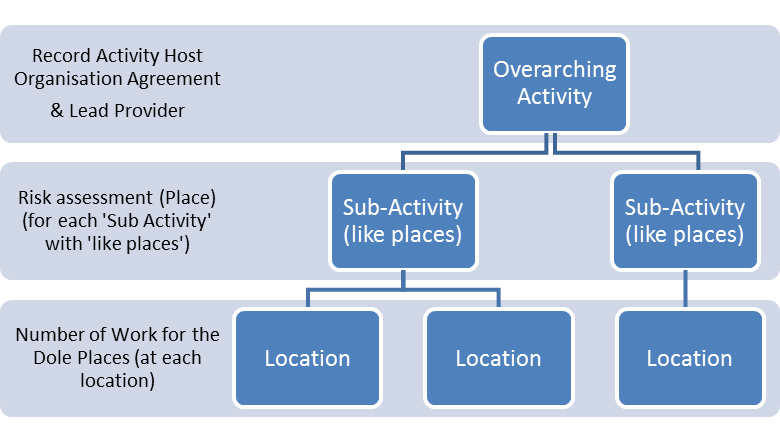 Record Activity Host
Organisation Agreement
& Lead Provider
Overarching
Activity
Risk assessment (Place)
(for each 'Sub Activity'
with 'like places')
Sub-Activity
(like places)
Sub-Activity
(like places)
Number of Work for the
Dole Places (at each
location)
Location
Location
Location